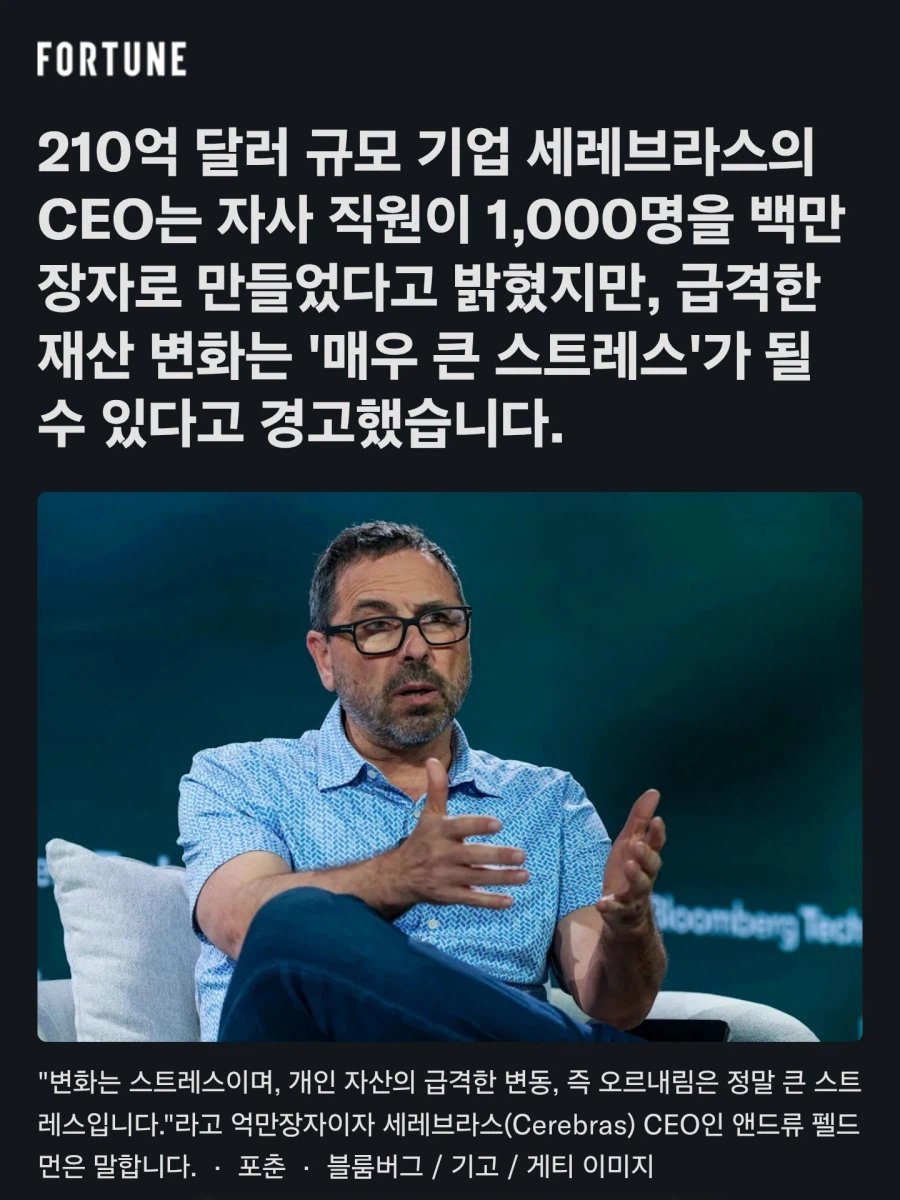 FORTUNE
210억 달러 규모 기업 세레브라스의
CEO는 자사 직원이 1,000명을 백만
장자로 만들었다고 밝혔지만, 급격한
재산 변화는 '매우 큰 스트레스'가 될
수 있다고 경고했습니다.
Bloomberg Tech
"변화는 스트레스이며, 개인 자산의 급격한 변동, 즉 오르내림은 정말 큰 스트
레스입니다."라고 억만장자이자 세레브라스(Cerebras) CEO인 앤드류 펠드
먼은 말합니다. · 포춘 · 블룸버그 / 기고 / 게티 이미지